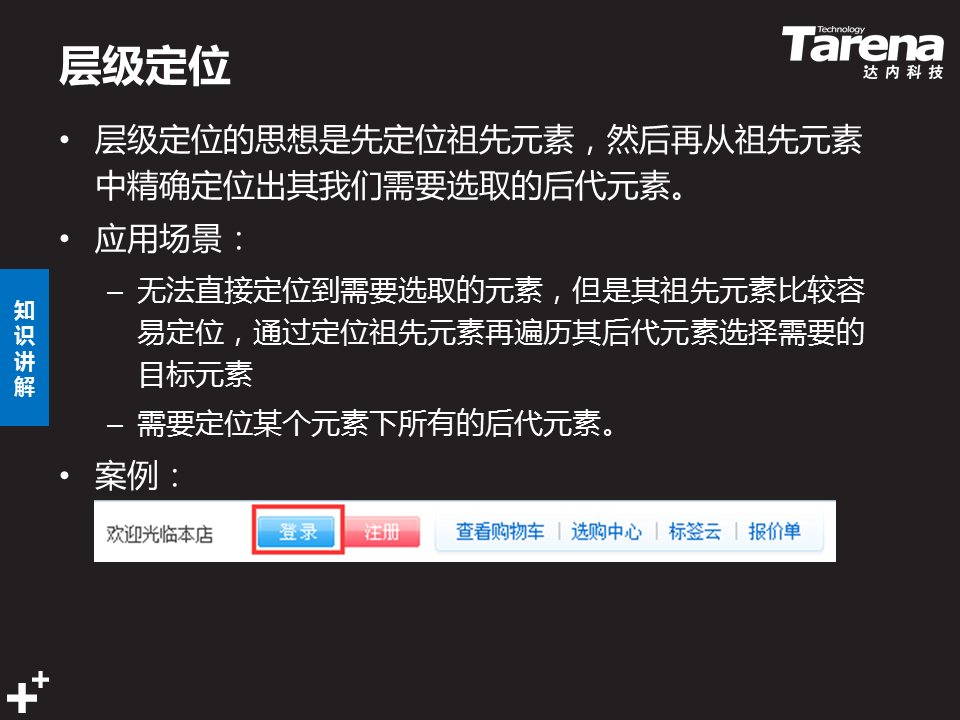 层级定位
Technology
Tarena
达内科技
• 层级定位的思想是先定位祖先元素，然后再从祖先元素
中精确定位出其我们需要选取的后代元素。
• 应用场景：
– 无法直接定位到需要选取的元素，但是其祖先元素比较容
易定位，通过定位祖先元素再遍历其后代元素选择需要的
目标元素
– 需要定位某个元素下所有的后代元素。
知识讲解
• 案例：
欢迎光临本店 登录 注册 查看购物车 | 选购中心 | 标签云 | 报价单